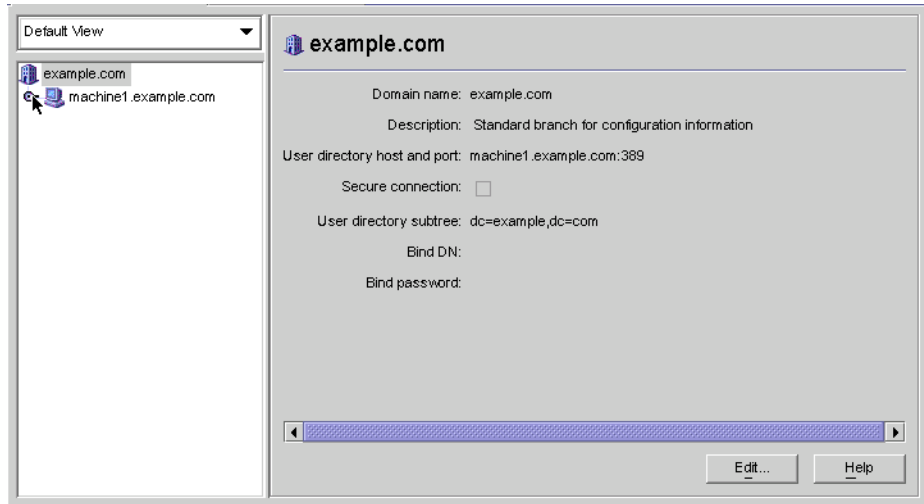 Default View
example.com
machine1.example.com
example.com
Domain name: example.com
Description: Standard branch for configuration information
User directory host and port: machine1.example.com:389
Secure connection:
User directory subtree: dc=example,dc=com
Bind DN:
Bind password:
Edit... Help